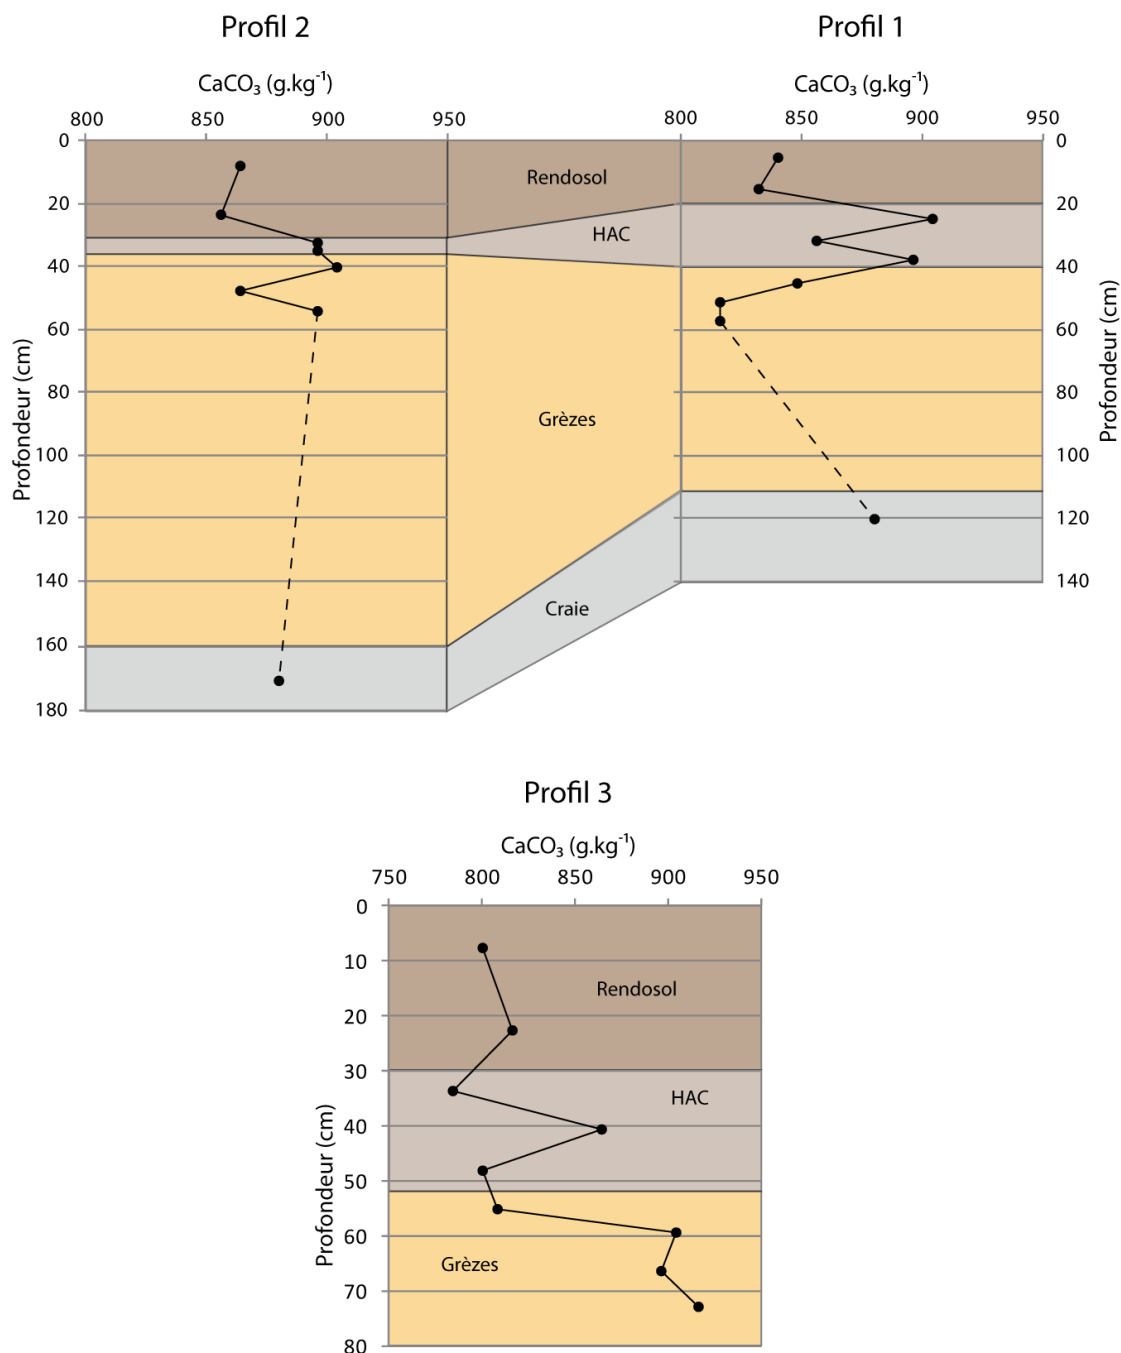 Profil 2
Profil 1
CaCO₃ (g.kg⁻¹)
CaCO₃ (g.kg⁻¹)
800 850 900 950
800 850 900 950
0
20
40
60
80
100
120
140
160
180
Profondeur (cm)
Rendosol
HAC
Grèzes
Craie
0
20
40
60
80
100
120
140
Profondeur (cm)
Profil 3
CaCO₃ (g.kg⁻¹)
750 800 850 900 950
0
10
20
30
40
50
60
70
80
Profondeur (cm)
Rendosol
HAC
Grèzes